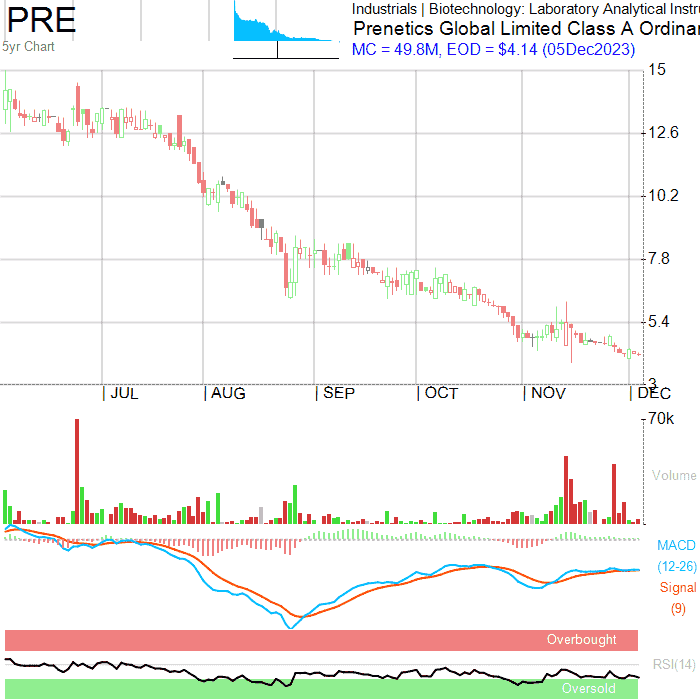 PRE
5yr Chart
Industrials | Biotechnology: Laboratory Analytical Instru
Prenetics Global Limited Class A Ordinar
MC = 49.8M, EOD = $4.14 (05Dec2023)
15
12.6
10.2
7.8
5.4
3
| JUL | AUG | SEP | OCT | NOV | DEC
70k
Volume
MACD
(12-26)
Signal
(9)
Overbought
RSI(14)
Oversold